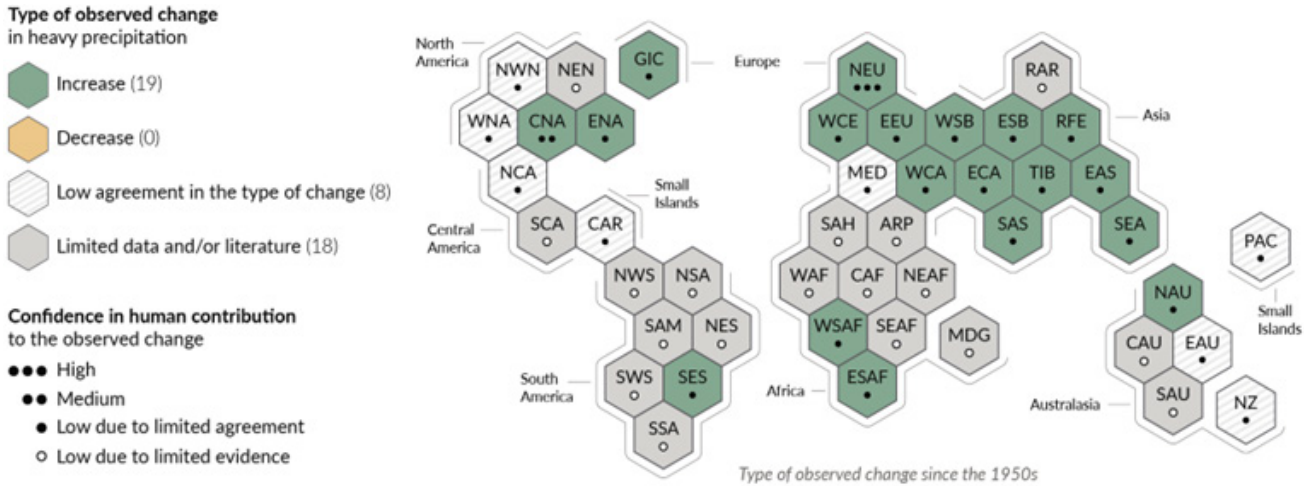 Type of observed change
in heavy precipitation
Increase (19)
Decrease (0)
Low agreement in the type of change (8)
Limited data and/or literature (18)
Confidence in human contribution
to the observed change
High
Medium
Low due to limited agreement
Low due to limited evidence
North
America
NWN
NEN
GIC
Europe
NEU
RAR
WNA
CNA
ENA
WCE
EEU
WSB
ESB
RFE
Asia
NCA
MED
WCA
ECA
TIB
EAS
Small
Islands
Central
America
SCA
CAR
SAH
ARP
SAS
SEA
PAC
NWS
NSA
WAF
CAF
NEAF
NAU
Small
Islands
SAM
NES
WSAF
SEAF
MDG
CAU
EAU
South
America
SWS
SES
Africa
ESAF
Australasia
SAU
NZ
SSA
Type of observed change since the 1950s